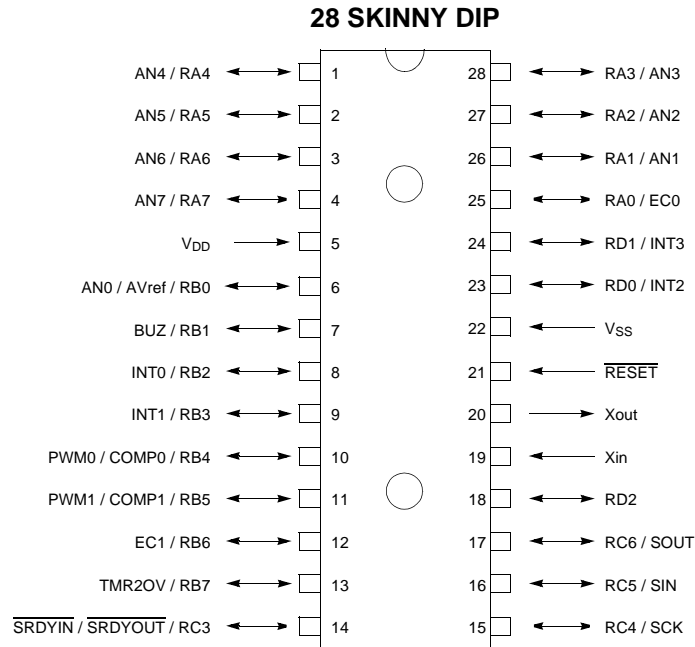 28 SKINNY DIP
AN4 / RA4 1 28 RA3 / AN3
AN5 / RA5 2 27 RA2 / AN2
AN6 / RA6 3 26 RA1 / AN1
AN7 / RA7 4 25 RA0 / EC0
VDD 5 24 RD1 / INT3
AN0 / AVref / RB0 6 23 RD0 / INT2
BUZ / RB1 7 22 VSS
INT0 / RB2 8 21 RESET
INT1 / RB3 9 20 Xout
PWM0 / COMP0 / RB4 10 19 Xin
PWM1 / COMP1 / RB5 11 18 RD2
EC1 / RB6 12 17 RC6 / SOUT
TMR2OV / RB7 13 16 RC5 / SIN
SRDYIN / SRDYOUT / RC3 14 15 RC4 / SCK